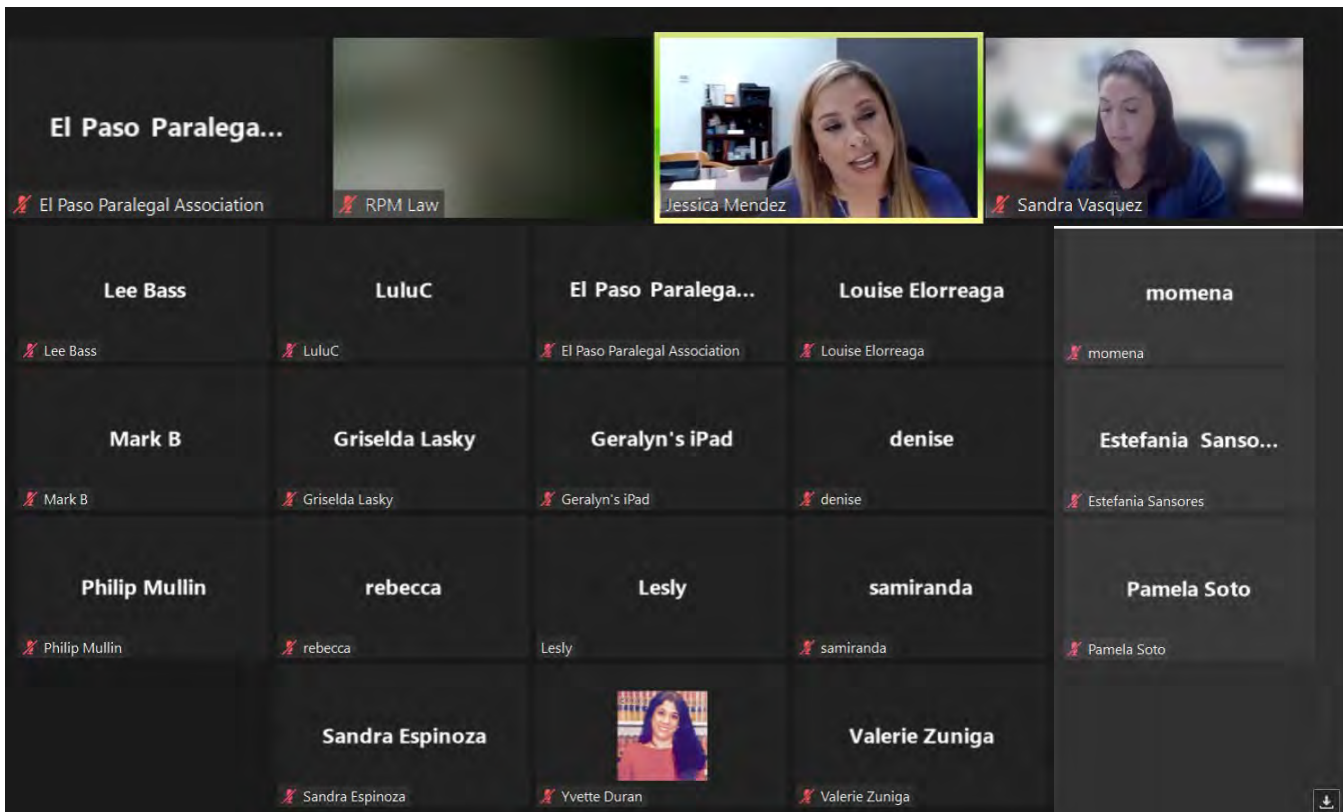 El Paso Paralega...
El Paso Paralegal Association
RPM Law
Jessica Mendez
Sandra Vasquez
Lee Bass
LuluC
El Paso Paralega...
Louise Elorreaga
momena
Lee Bass
LuluC
El Paso Paralegal Association
Louise Elorreaga
momena
Mark B
Griselda Lasky
Geralyn's iPad
denise
Estefania Sanso...
Mark B
Griselda Lasky
Geralyn's iPad
denise
Estefania Sansores
Philip Mullin
rebecca
Lesly
samiranda
Pamela Soto
Philip Mullin
rebecca
Lesly
samiranda
Pamela Soto
Sandra Espinoza
Valerie Zuniga
Sandra Espinoza
Yvette Duran
Valerie Zuniga